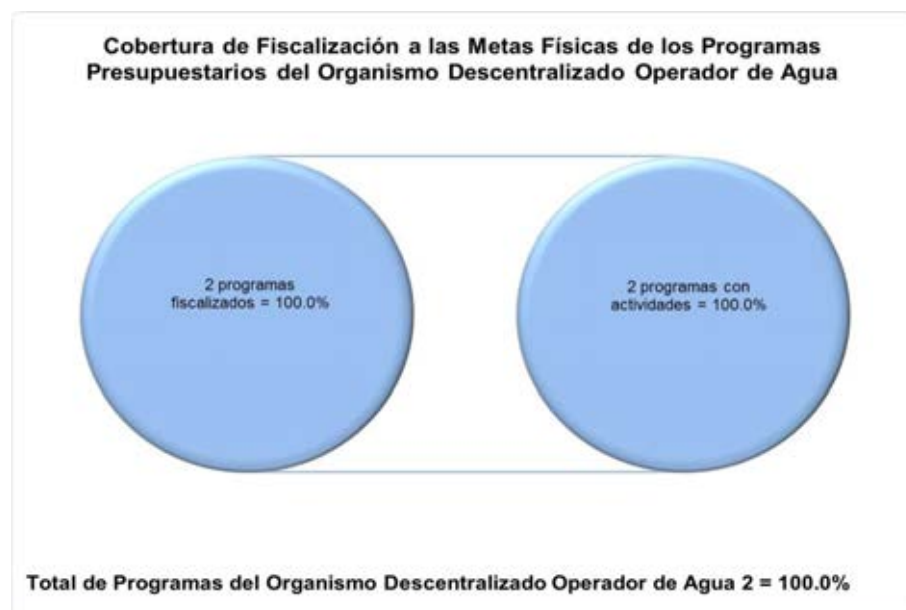 Cobertura de Fiscalización a las Metas Físicas de los Programas
Presupuestarios del Organismo Descentralizado Operador de Agua
2 programas
fiscalizados = 100.0%
2 programas con
actividades = 100.0%
Total de Programas del Organismo Descentralizado Operador de Agua 2 = 100.0%